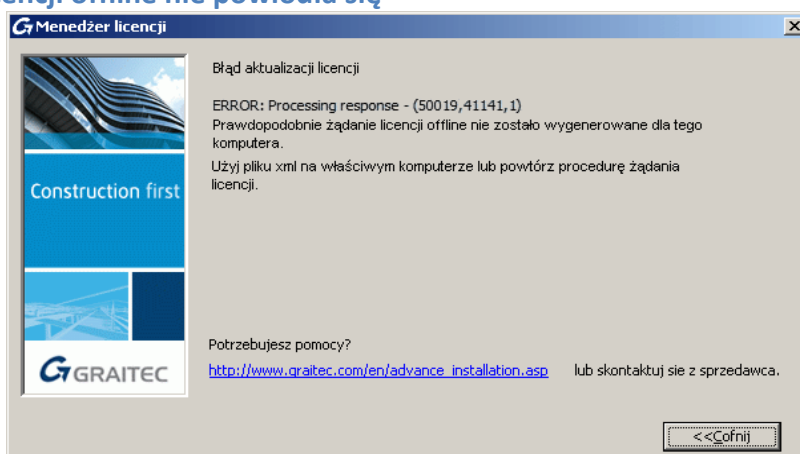 encji offline nie powiodła się
Menedżer licencji
Błąd aktualizacji licencji
ERROR: Processing response - (50019,41141,1)
Prawdopodobnie żądanie licencji offline nie zostało wygenerowane dla tego
komputera.
Użyj pliku xml na właściwym komputerze lub powtórz procedurę żądania
licencji.
Construction first
Potrzebujesz pomocy?
http://www.graitec.com/en/advance_installation.asp lub skontaktuj sie z sprzedawca.
GRAITEC
<<Cofnij